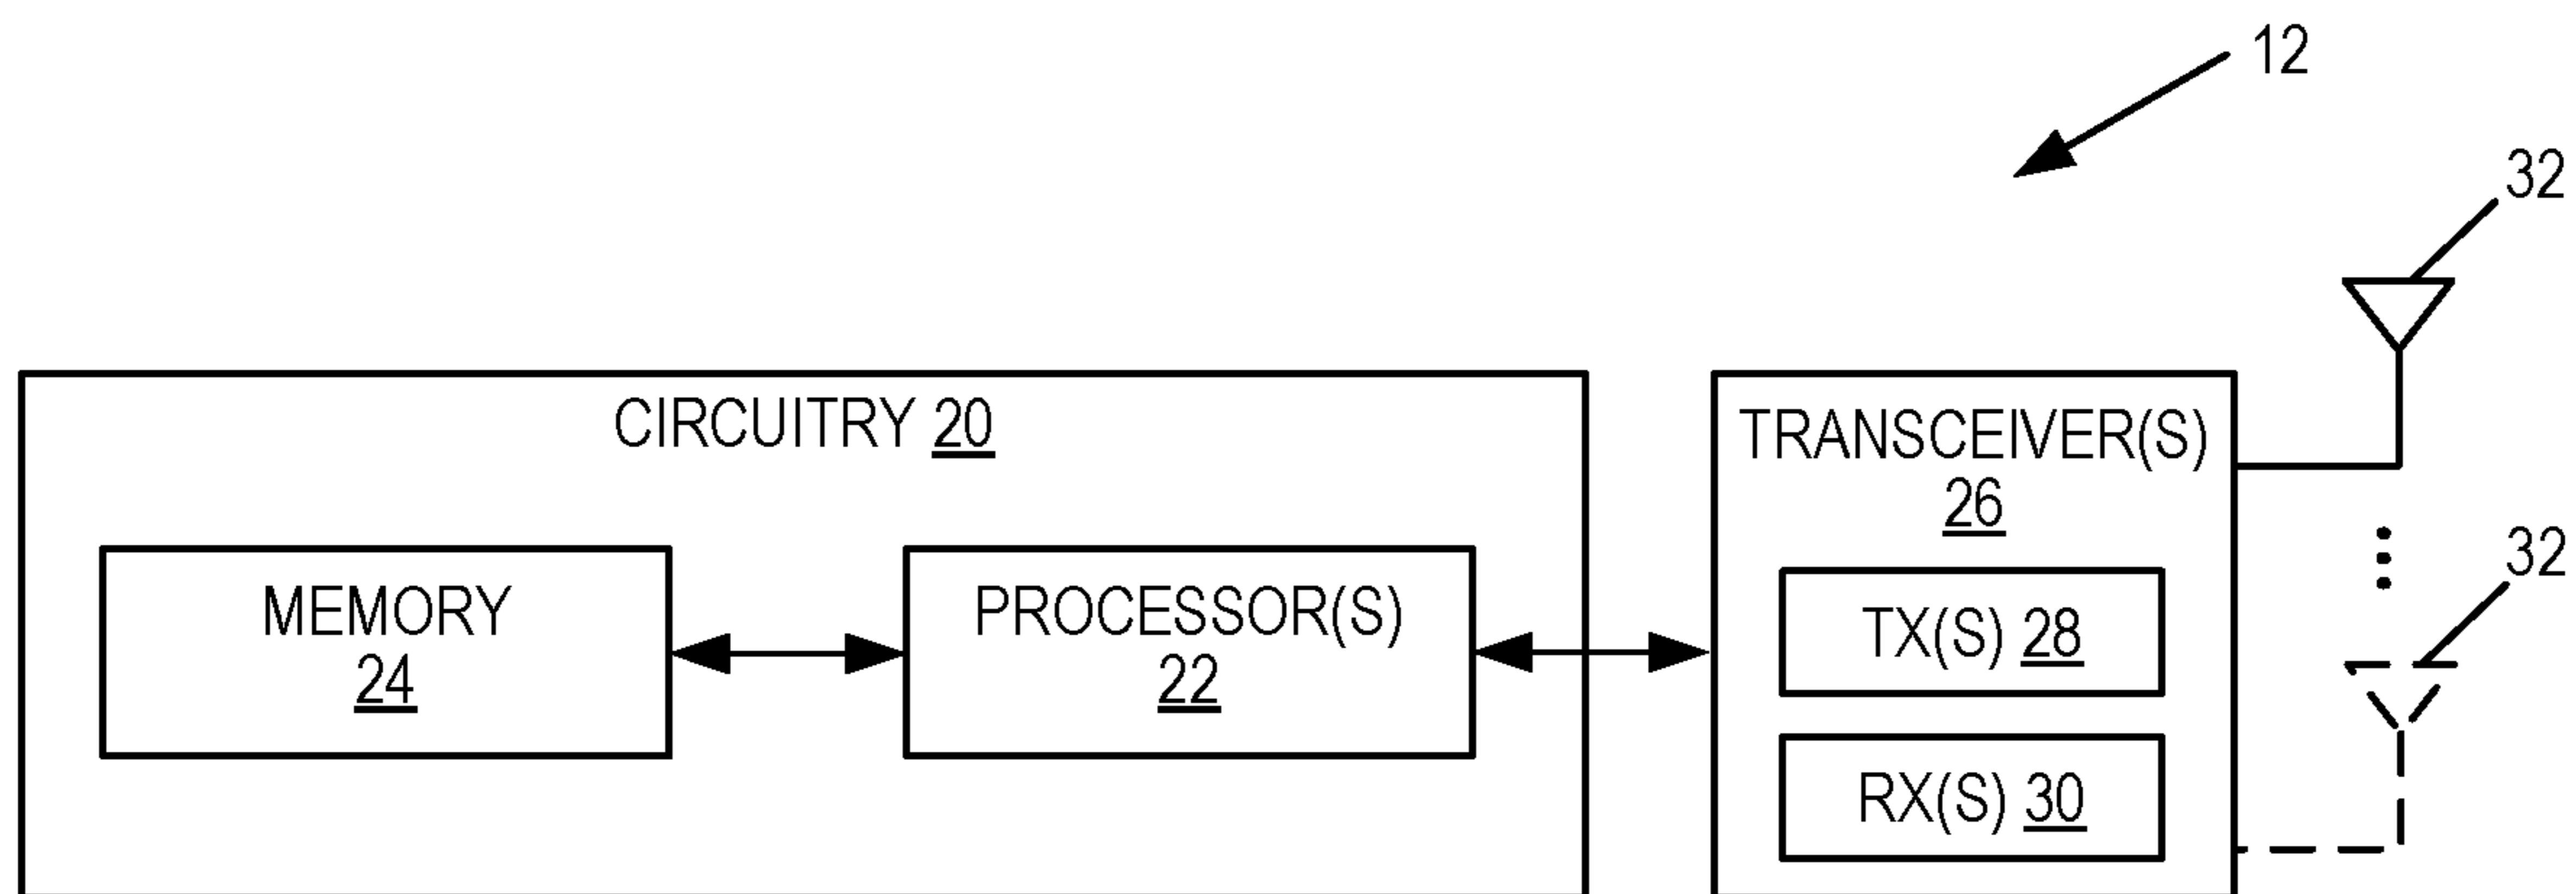 12
32
CIRCUITRY 20
TRANSCEIVER(S)
26
MEMORY
24
PROCESSOR(S)
22
TX(S) 28
32
RX(S) 30